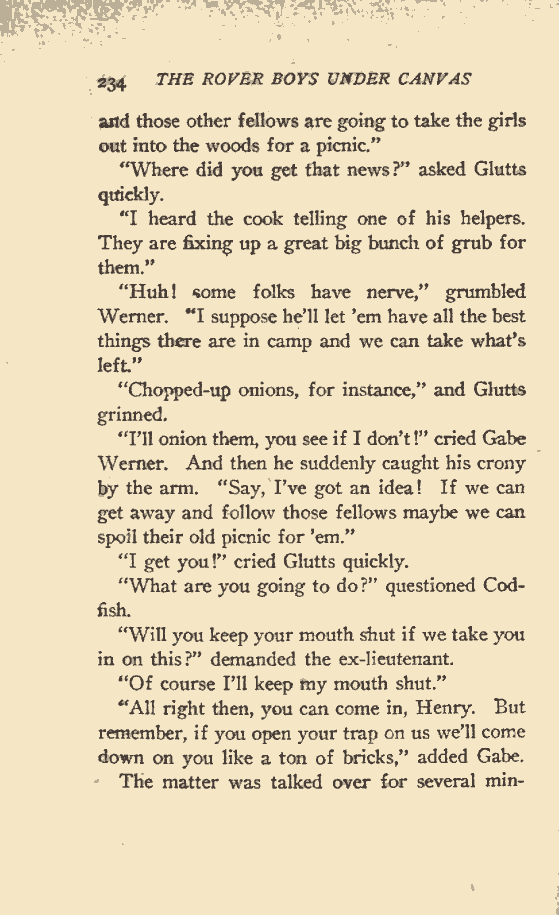 234 THE ROVER BOYS UNDER CANVAS
and those other fellows are going to take the girls
out into the woods for a picnic.”
“Where did you get that news?” asked Glutts
quickly.
“I heard the cook telling one of his helpers.
They are fixing up a great big bunch of grub for
them.”
“Huh! some folks have nerve,” grumbled
Werner. “I suppose he’ll let ’em have all the best
things there are in camp and we can take what’s
left.”
“Chopped-up onions, for instance,” and Glutts
grinned.
“I’ll onion them, you see if I don’t!” cried Gabe
Werner. And then he suddenly caught his crony
by the arm. “Say, I’ve got an idea! If we can
get away and follow those fellows maybe we can
spoil their old picnic for ’em.”
“I get you!” cried Glutts quickly.
“What are you going to do?” questioned Cod-
fish.
“Will you keep your mouth shut if we take you
in on this?” demanded the ex-lieutenant.
“Of course I’ll keep my mouth shut.”
“All right then, you can come in, Henry. But
remember, if you open your trap on us we’ll come
down on you like a ton of bricks,” added Gabe.
The matter was talked over for several min-